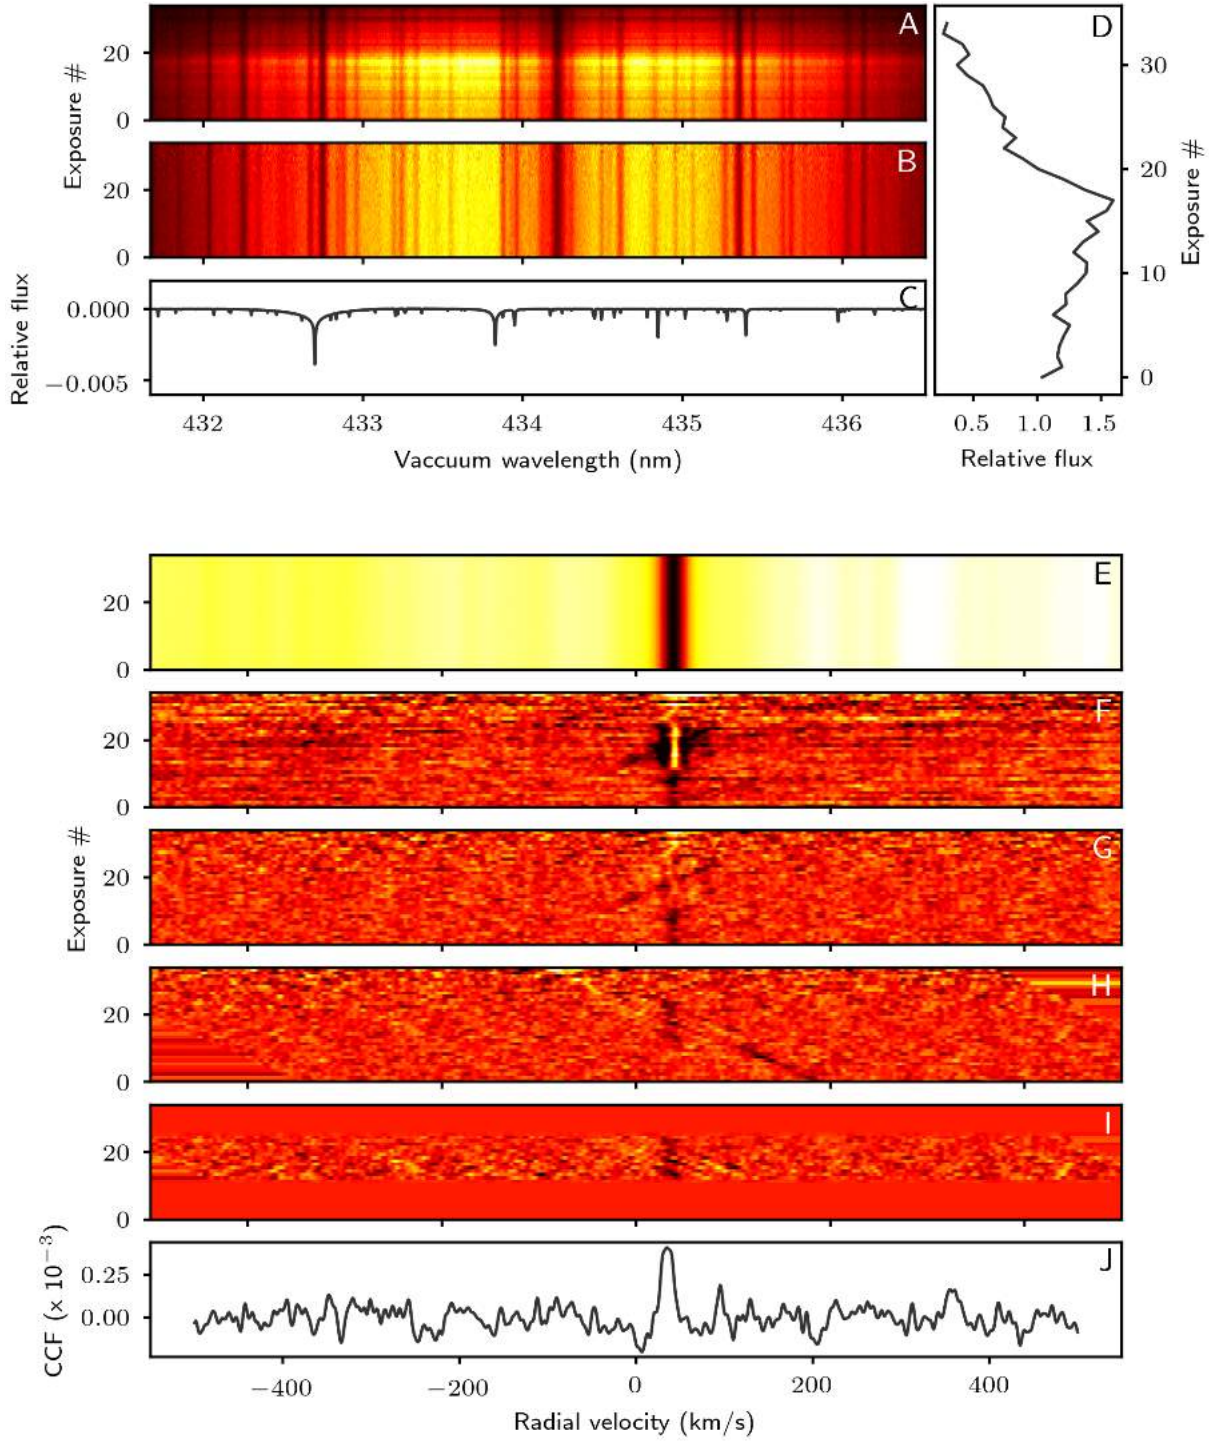 A
20
0
B
20
0
Exposure #
C
0.000
−0.005
Relative flux
432 433 434 435 436
Vaccuum wavelength (nm)
D
30
20
10
0
Exposure #
0.5 1.0 1.5
Relative flux
E
20
0
F
20
0
G
20
0
Exposure #
H
20
0
I
20
0
J
0.25
0.00
CCF (x 10⁻³)
−400 −200 0 200 400
Radial velocity (km/s)